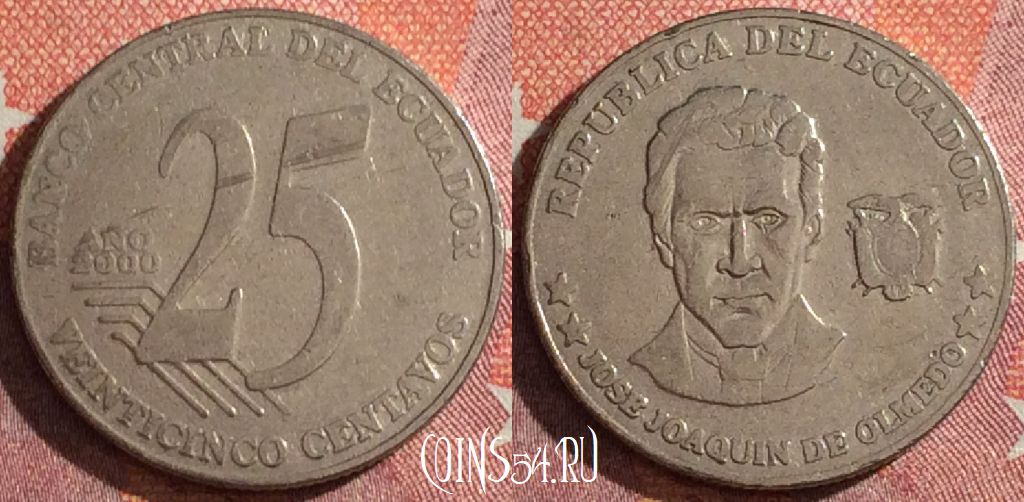 BANCO CENTRAL DEL ECUADOR
25
AÑO
2000
VEINTICINCO CENTAVOS
REPUBLICA DEL ECUADOR
JOSE JOAQUIN DE OLMEDO
COINS54.RU